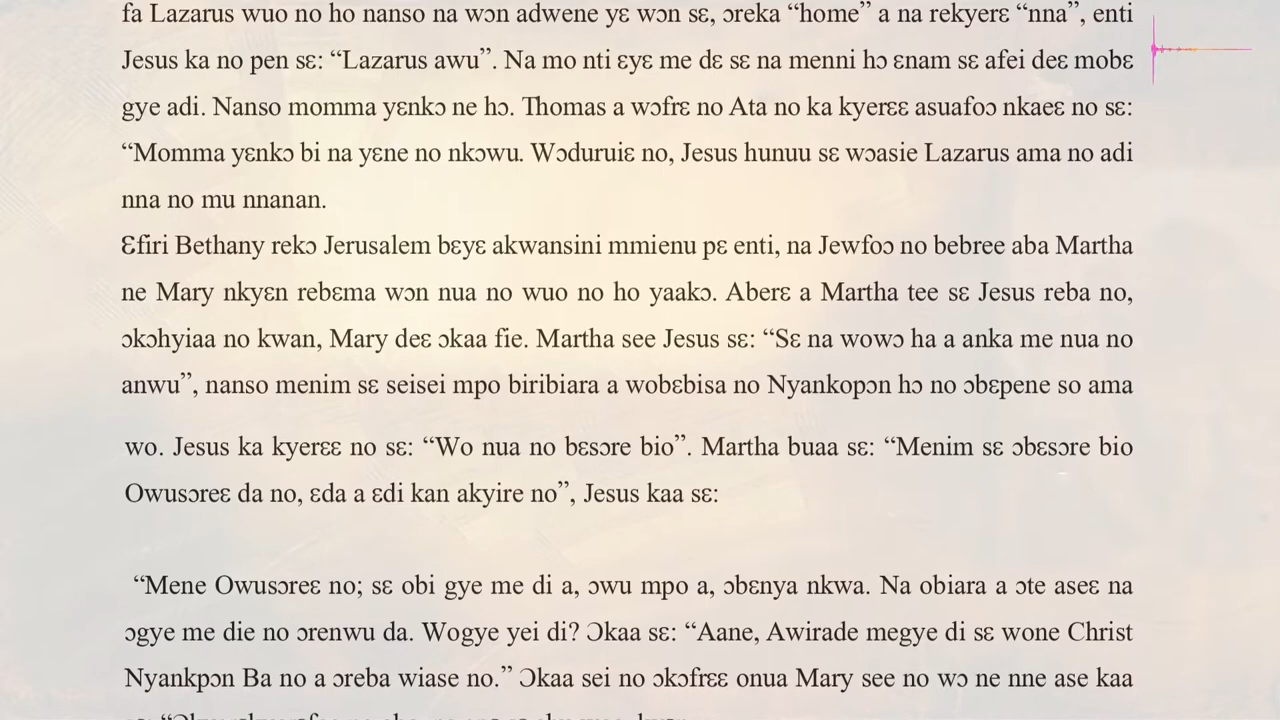 fa Lazarus wuo no ho nanso na wɔn adwene yɛ wɔn sɛ, ɔreka “home” a na rekyerɛ “nna”, enti
Jesus ka no pen sɛ: “Lazarus awu”. Na mo nti ɛyɛ me dɛ sɛ na menni hɔ ɛnam sɛ afei deɛ mobɛ
gye adi. Nanso momma yɛnkɔ ne hɔ. Thomas a wɔfrɛ no Ata no ka kyerɛɛ asuafoɔ nkaeɛ no sɛ:
“Momma yɛnkɔ bi na yɛne no nkɔwu. Wɔduruiɛ no, Jesus hunuu sɛ wɔasie Lazarus ama no adi
nna no mu nnanan.
Ɛfiri Bethany rekɔ Jerusalem bɛyɛ akwansini mmienu pɛ enti, na Jewfoɔ no bebree aba Martha
ne Mary nkyɛn rebɛma wɔn nua no wuo no ho yaakɔ. Aberɛ a Martha tee sɛ Jesus reba no,
ɔkɔhyiaa no kwan, Mary deɛ ɔkaa fie. Martha see Jesus sɛ: “Sɛ na wowɔ ha a anka me nua no
anwu”, nanso menim sɛ seisei mpo biribiara a wobɛbisa no Nyankopɔn hɔ no ɔbɛpene so ama
wo. Jesus ka kyerɛɛ no sɛ: “Wo nua no bɛsɔre bio”. Martha buaa sɛ: “Menim sɛ ɔbɛsɔre bio
Owusɔreɛ da no, ɛda a ɛdi kan akyire no”, Jesus kaa sɛ:
“Mene Owusɔreɛ no; sɛ obi gye me di a, ɔwu mpo a, ɔbɛnya nkwa. Na obiara a ɔte aseɛ na
ɔgye me die no ɔrenwu da. Wogye yei di? Ɔkaa sɛ: “Aane, Awirade megye di sɛ wone Christ
Nyankpɔn Ba no a ɔreba wiase no.” Ɔkaa sei no ɔkɔfrɛɛ onua Mary see no wɔ ne nne ase kaa